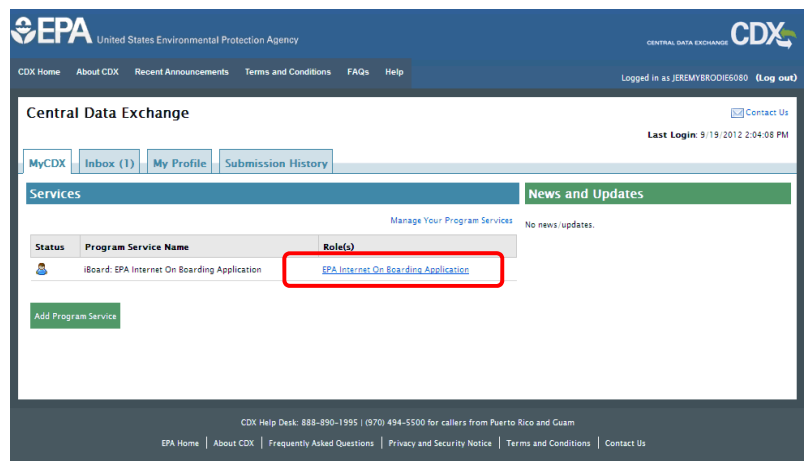 EPA United States Environmental Protection Agency
CENTRAL DATA EXCHANGE CDX
CDX Home About CDX Recent Announcements Terms and Conditions FAQs Help
Logged in as JEREMYBRODIE6080 (Log out)
Central Data Exchange
Contact Us
Last Login: 9/19/2012 2:04:08 PM
MyCDX Inbox (1) My Profile Submission History
Services
News and Updates
Manage Your Program Services
No news/updates.
Status Program Service Name Role(s)
iBoard: EPA Internet On Boarding Application EPA Internet On Boarding Application
Add Program Service
CDX Help Desk: 888-890-1995 | (970) 494-5500 for callers from Puerto Rico and Guam
EPA Home | About CDX | Frequently Asked Questions | Privacy and Security Notice | Terms and Conditions | Contact Us